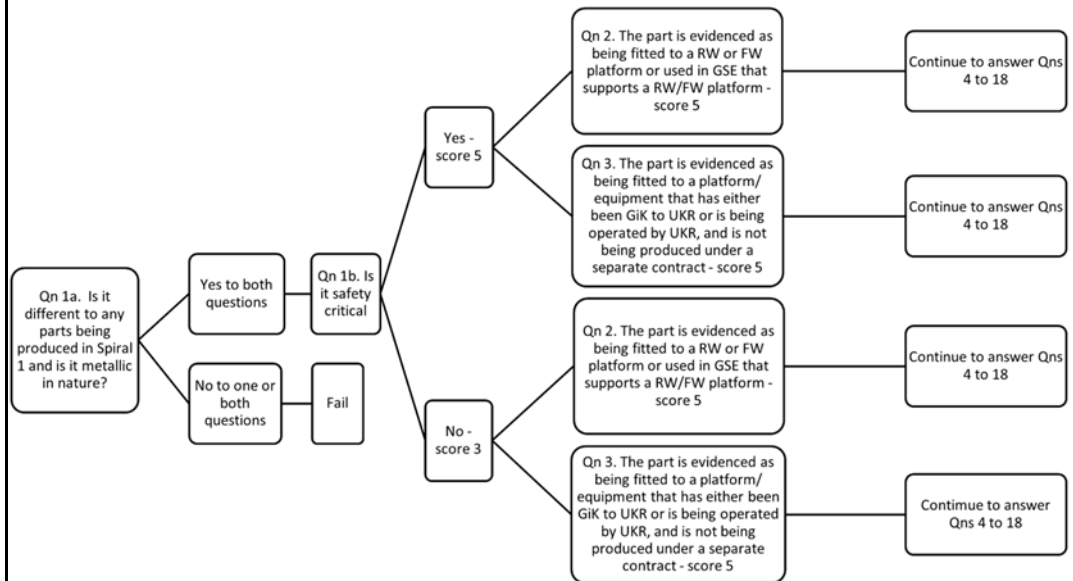 Qn 1a. Is it
different to any
parts being
produced in Spiral
1 and is it metallic
in nature?
Yes to both
questions
No to one or
both
questions
Fail
Qn 1b. Is
it safety
critical
Yes -
score 5
No -
score 3
Qn 2. The part is evidenced as
being fitted to a RW or FW
platform or used in GSE that
supports a RW/FW platform -
score 5
Continue to answer Qns
4 to 18
Qn 3. The part is evidenced as
being fitted to a platform/
equipment that has either
been GiK to UKR or is being
operated by UKR, and is not
being produced under a
separate contract - score 5
Continue to answer Qns
4 to 18
Qn 2. The part is evidenced as
being fitted to a RW or FW
platform or used in GSE that
supports a RW/FW platform -
score 5
Continue to answer Qns
4 to 18
Qn 3. The part is evidenced as
being fitted to a platform/
equipment that has either been
GiK to UKR or is being operated
by UKR, and is not being
produced under a separate
contract - score 5
Contimue to answer
Qns 4 to 18